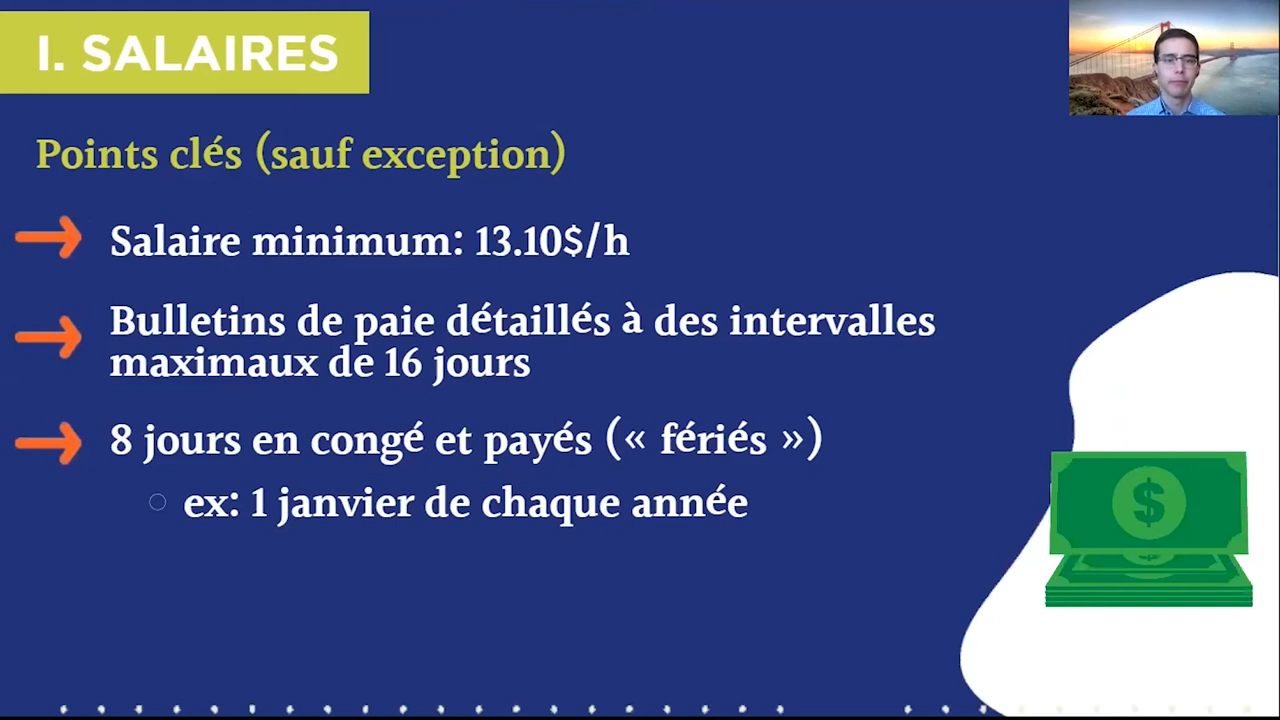 I. SALAIRES
Points clés (sauf exception)
Salaire minimum: 13.10$/h
Bulletins de paie détaillés à des intervalles
maximaux de 16 jours
8 jours en congé et payés (« fériés »)
ex: 1 janvier de chaque année
$
$